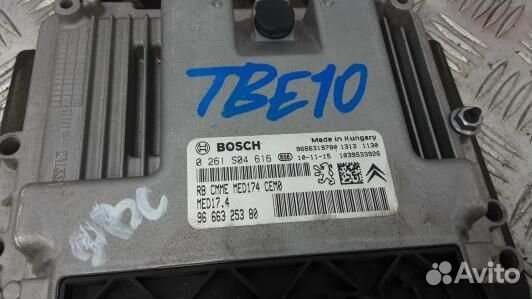 TBE10
BOSCH
Made in Hungary
0 261 S04 616
10-11-15
9666319780 1313 1130
1039S33926
RB CMME MED174 CEM0
MED17.4
96 663 253 80
Avito